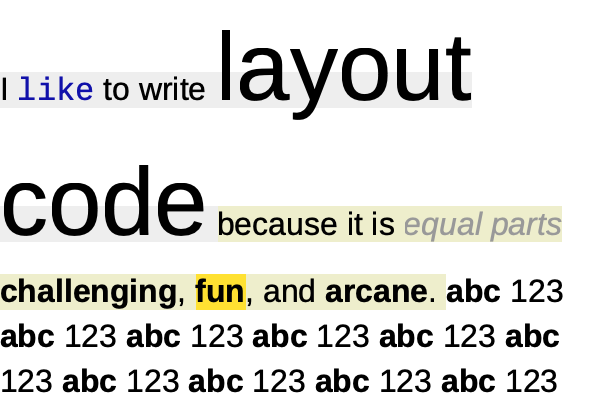 I like to write layout
code because it is equal parts
challenging, fun, and arcane. abc 123
abc 123 abc 123 abc 123 abc 123 abc
123 abc 123 abc 123 abc 123 abc 123